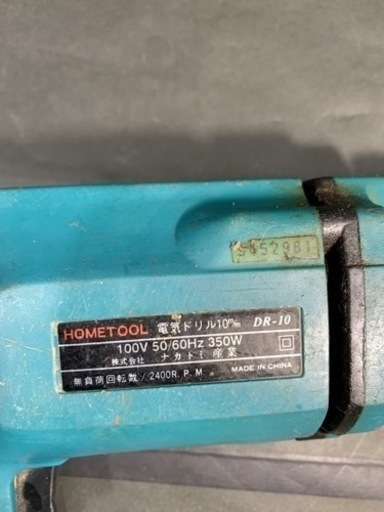 S452981
HOMETOOL 電気ドリル10m/m DR-10
100V 50/60Hz 350W
株式会社 ナカトミ産業
無負荷回転数/2400R.P.M. MADE IN CHINA